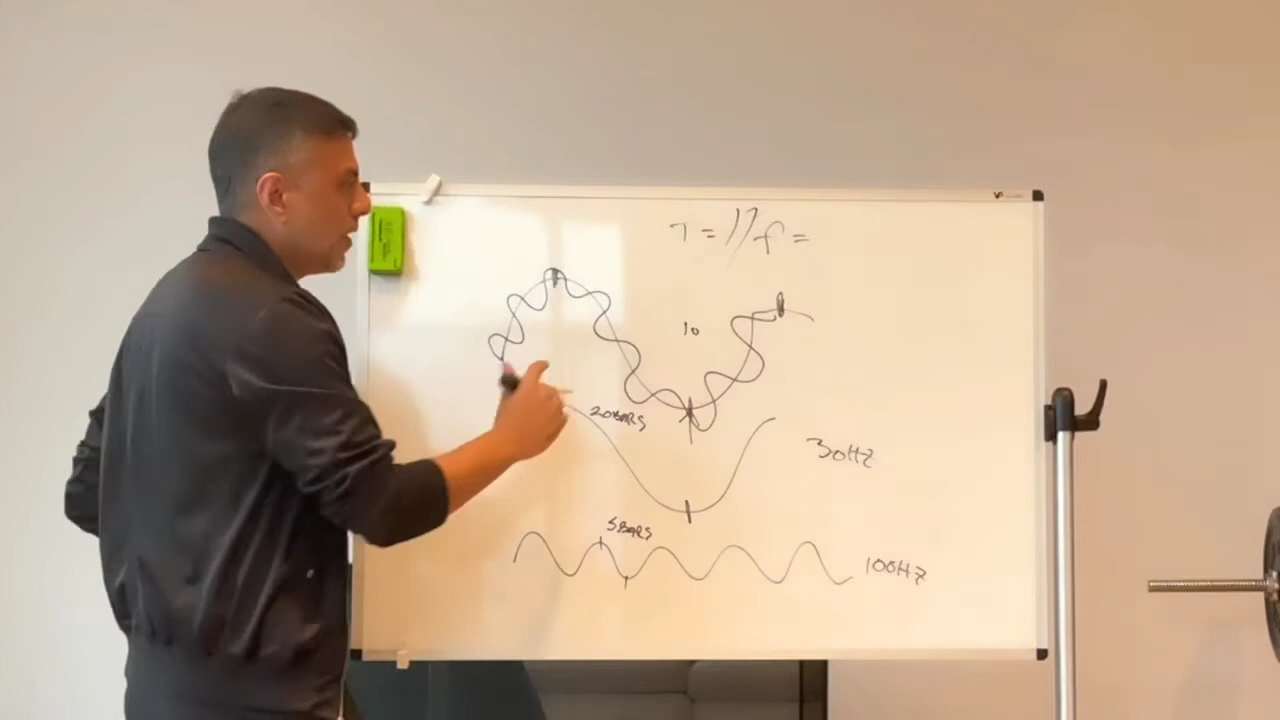 T = 1/f =
10
20BARS
30HZ
5BARS
100HZ